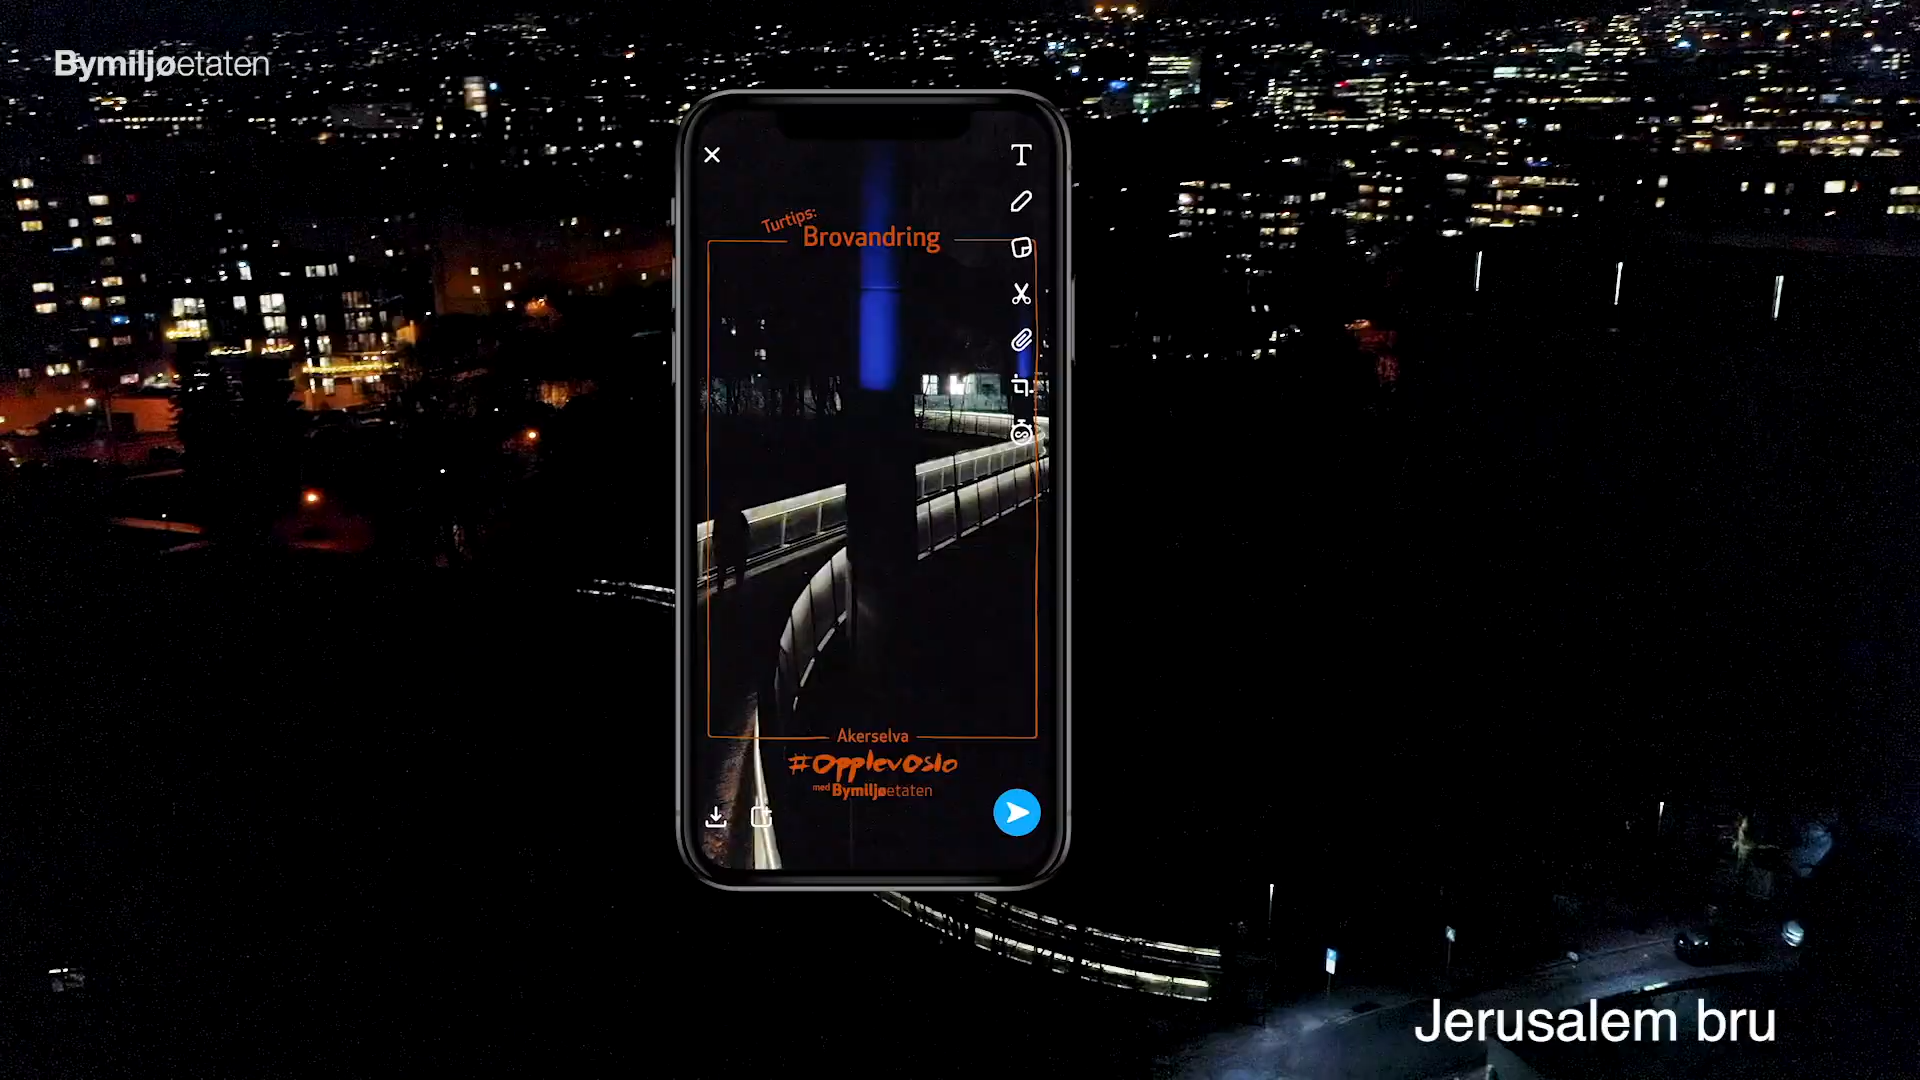 Bymiljøetaten
Turtips:
Brovandring
Akerselva
#OpplevOslo
med Bymiljøetaten
Jerusalem bru